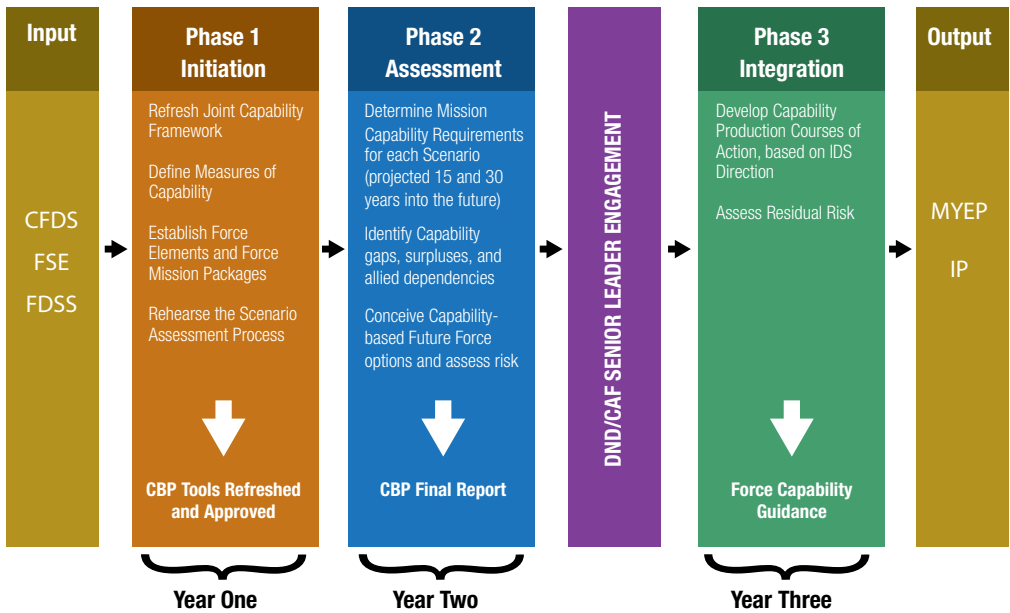 Input
CFDS
FSE
FDSS
Phase 1
Initiation
Refresh Joint Capability
Framework
Define Measures of
Capability
Establish Force
Elements and Force
Mission Packages
Rehearse the Scenario
Assessment Process
CBP Tools Refreshed
and Approved
Year One
Phase 2
Assessment
Determine Mission
Capability Requirements
for each Scenario
(projected 15 and 30
years into the future)
Identify Capability
gaps, surpluses, and
allied dependencies
Conceive Capability-
based Future Force
options and assess risk
CBP Final Report
Year Two
DND/CAF SENIOR LEADER ENGAGEMENT
Phase 3
Integration
Develop Capability
Production Courses of
Action, based on IDS
Direction
Assess Residual Risk
Force Capability
Guidance
Year Three
Output
MYEP
IP